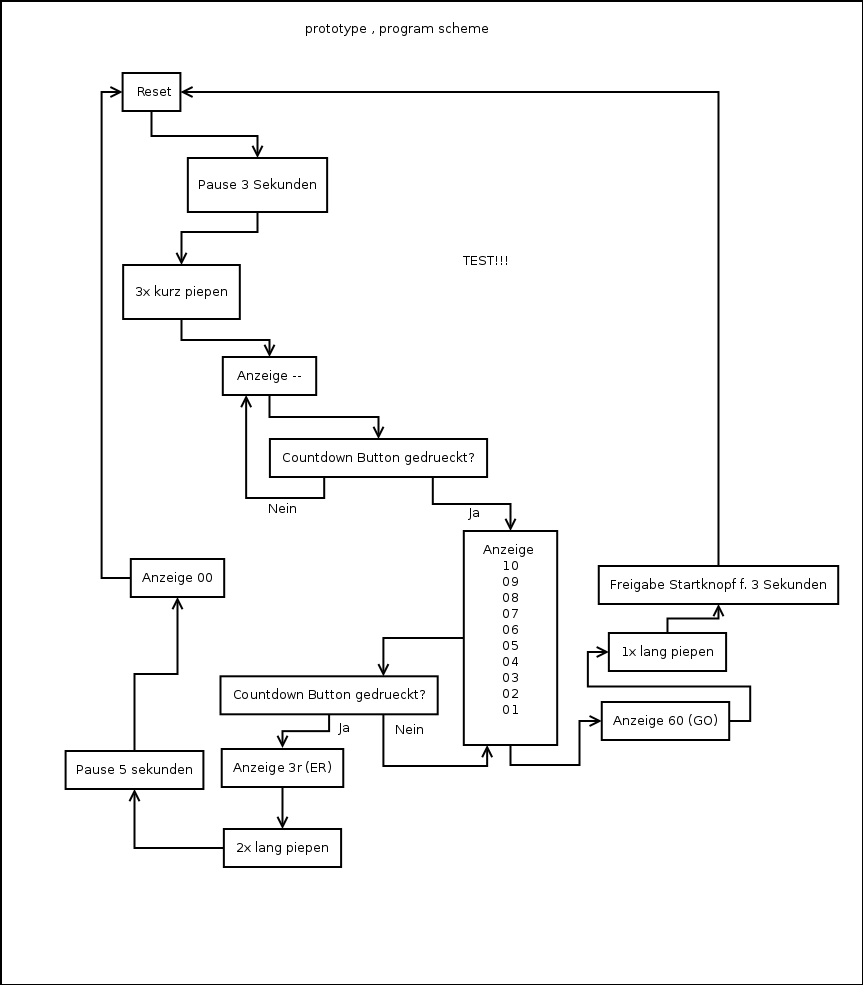 prototype , program scheme
Reset
Pause 3 Sekunden
TEST!!!
3x kurz piepen
Anzeige --
Countdown Button gedrueckt?
Nein
Ja
Anzeige
10
09
08
07
06
05
04
03
02
01
Anzeige 00
Freigabe Startknopf f. 3 Sekunden
1x lang piepen
Countdown Button gedrueckt?
Anzeige 60 (GO)
Ja
Nein
Pause 5 sekunden
Anzeige 3r (ER)
2x lang piepen